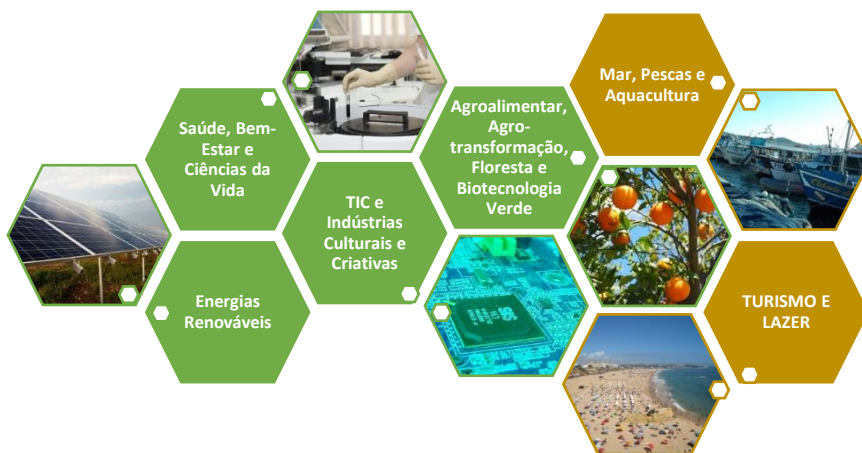 Saúde, Bem-
Estar e
Ciências da
Vida
Energias
Renováveis
TIC e
Indústrias
Culturais e
Criativas
Agroalimentar,
Agro-
transformação,
Floresta e
Biotecnologia
Verde
Mar, Pescas e
Aquacultura
TURISMO E
LAZER